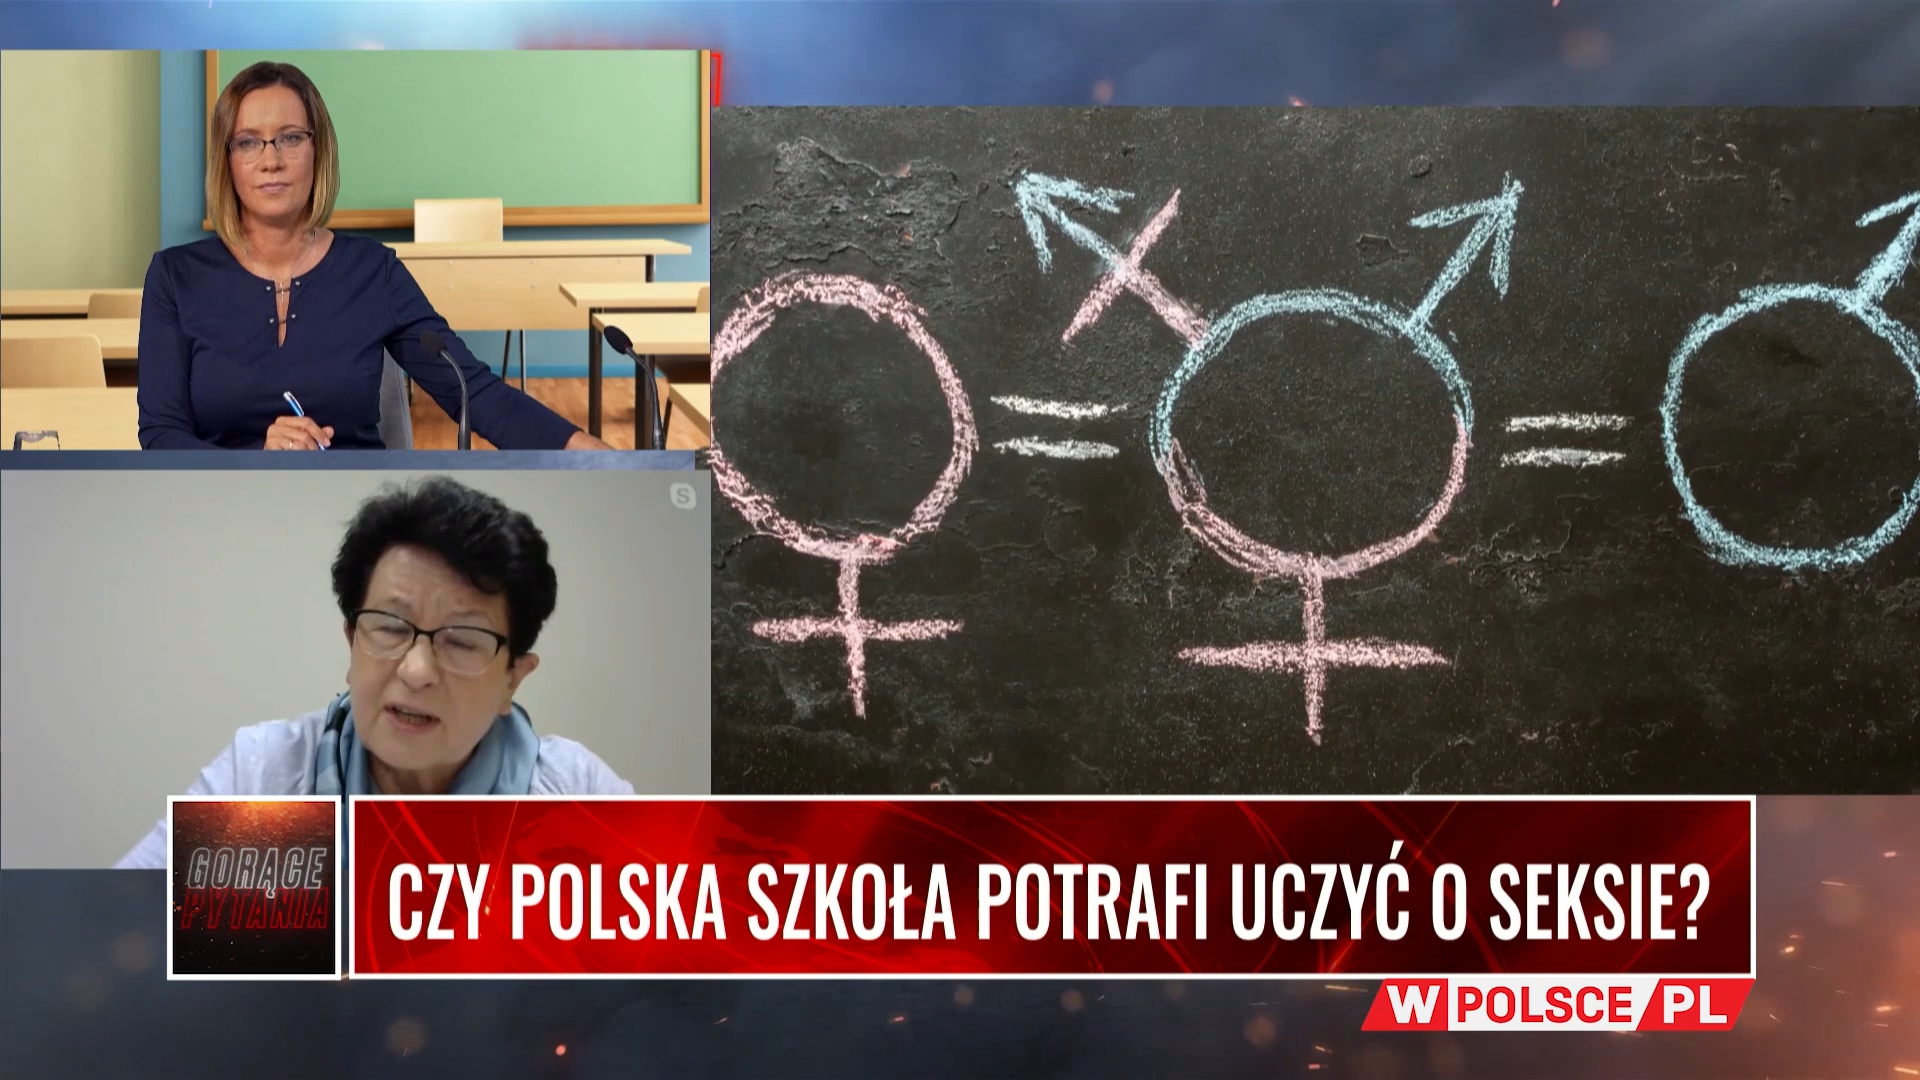 S
GORĄCE
PYTANIA
CZY POLSKA SZKOŁA POTRAFI UCZYĆ O SEKSIE?
WPOLSCE/PL